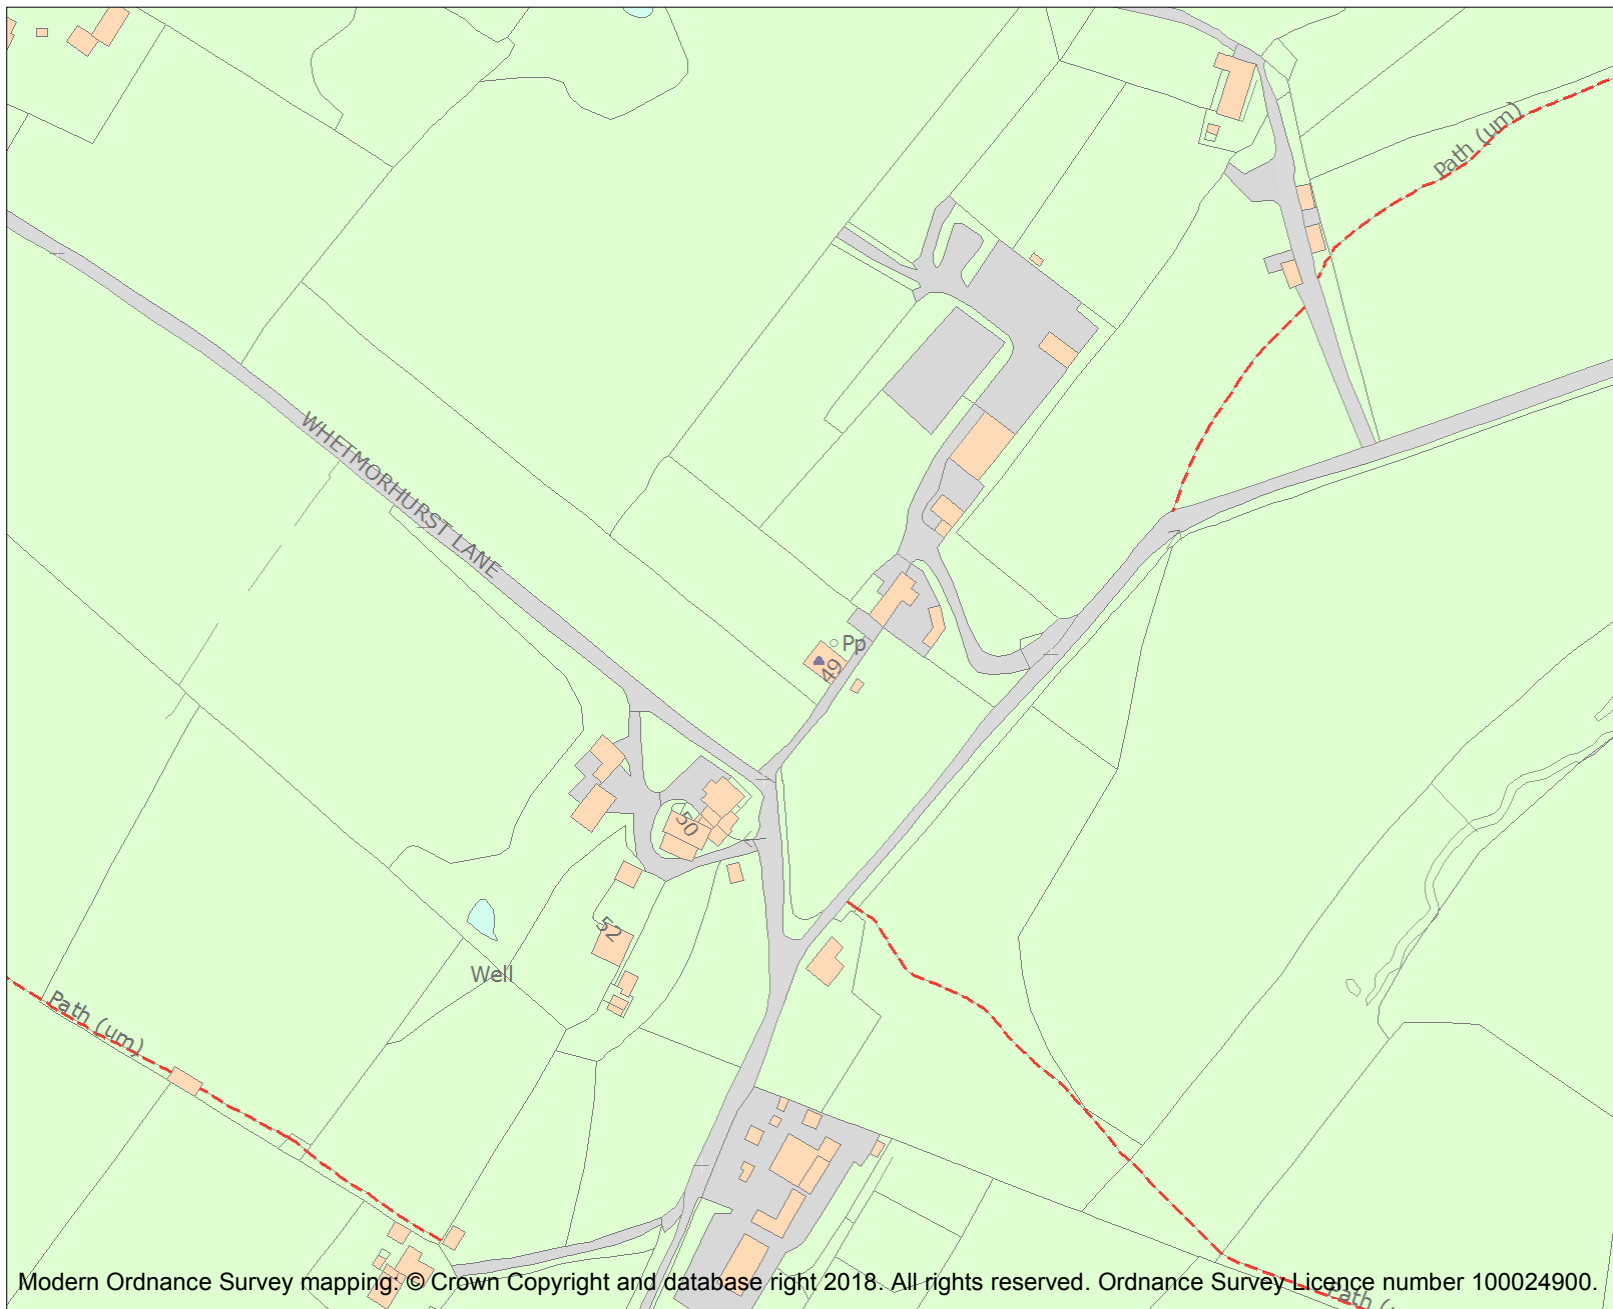 Path (um)
WHETMORHURST LANE
Pp
49
50
52
Well
Path (um)
Modern Ordnance Survey mapping: © Crown Copyright and database right 2018. All rights reserved. Ordnance Survey Licence number 100024900.
Path (